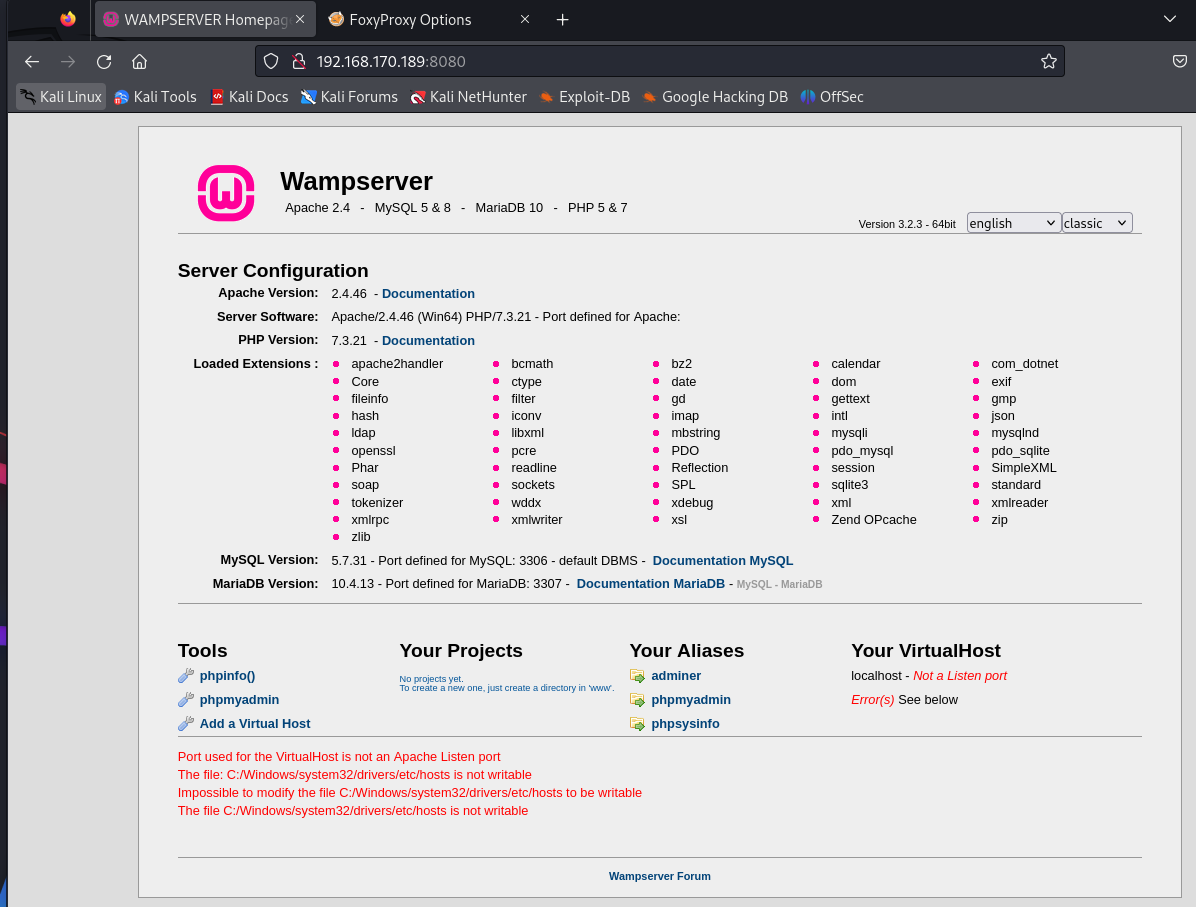 WAMPSERVER Homepag
FoxyProxy Options
192.168.170.189:8080
Kali Linux Kali Tools Kali Docs Kali Forums Kali NetHunter Exploit-DB Google Hacking DB OffSec
Wampserver
Apache 2.4 - MySQL 5 & 8 - MariaDB 10 - PHP 5 & 7
Version 3.2.3 - 64bit english classic
Server Configuration
Apache Version: 2.4.46 - Documentation
Server Software: Apache/2.4.46 (Win64) PHP/7.3.21 - Port defined for Apache:
PHP Version: 7.3.21 - Documentation
Loaded Extensions : apache2handler bcmath bz2 calendar com_dotnet
Core ctype date dom exif
fileinfo filter gd gettext gmp
hash iconv imap intl json
ldap libxml mbstring mysqli mysqlnd
openssl pcre PDO pdo_mysql pdo_sqlite
Phar readline Reflection session SimpleXML
soap sockets SPL sqlite3 standard
tokenizer wddx xdebug xml xmlreader
xmlrpc xmlwriter xsl Zend OPcache zip
zlib
MySQL Version: 5.7.31 - Port defined for MySQL: 3306 - default DBMS - Documentation MySQL
MariaDB Version: 10.4.13 - Port defined for MariaDB: 3307 - Documentation MariaDB - MySQL - MariaDB
Tools
phpinfo()
phpmyadmin
Add a Virtual Host
Your Projects
No projects yet.
To create a new one, just create a directory in 'www'.
Your Aliases
adminer
phpmyadmin
phpsysinfo
Your VirtualHost
localhost - Not a Listen port
Error(s) See below
Port used for the VirtualHost is not an Apache Listen port
The file: C:/Windows/system32/drivers/etc/hosts is not writable
Impossible to modify the file C:/Windows/system32/drivers/etc/hosts to be writable
The file C:/Windows/system32/drivers/etc/hosts is not writable
Wampserver Forum